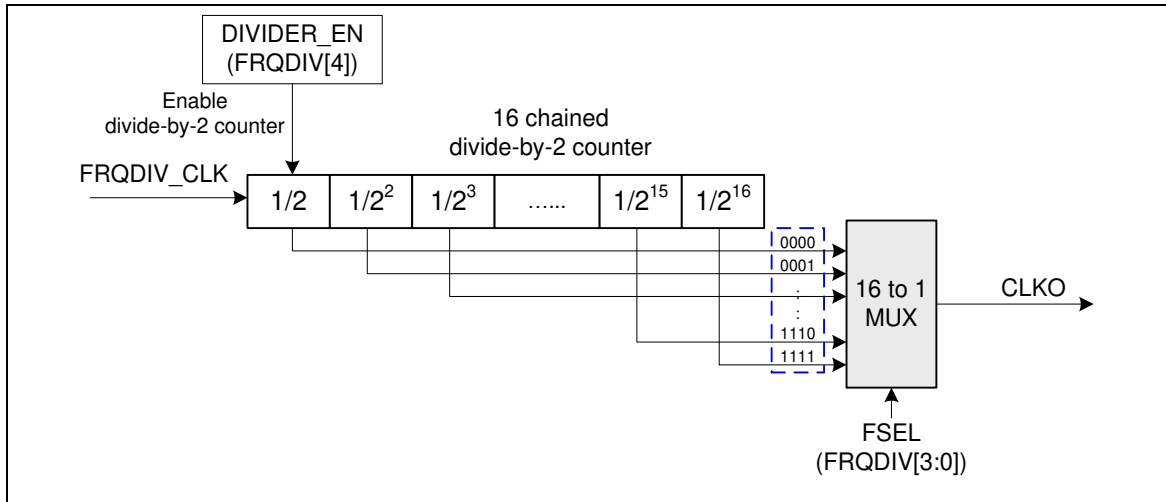 DIVIDER_EN
(FRQDIV[4])
Enable
divide-by-2 counter
16 chained
divide-by-2 counter
FRQDIV_CLK
1/2
1/2²
1/2³
…...
1/2¹⁵
1/2¹⁶
0000
0001
:
:
1110
1111
16 to 1
MUX
CLKO
FSEL
(FRQDIV[3:0])